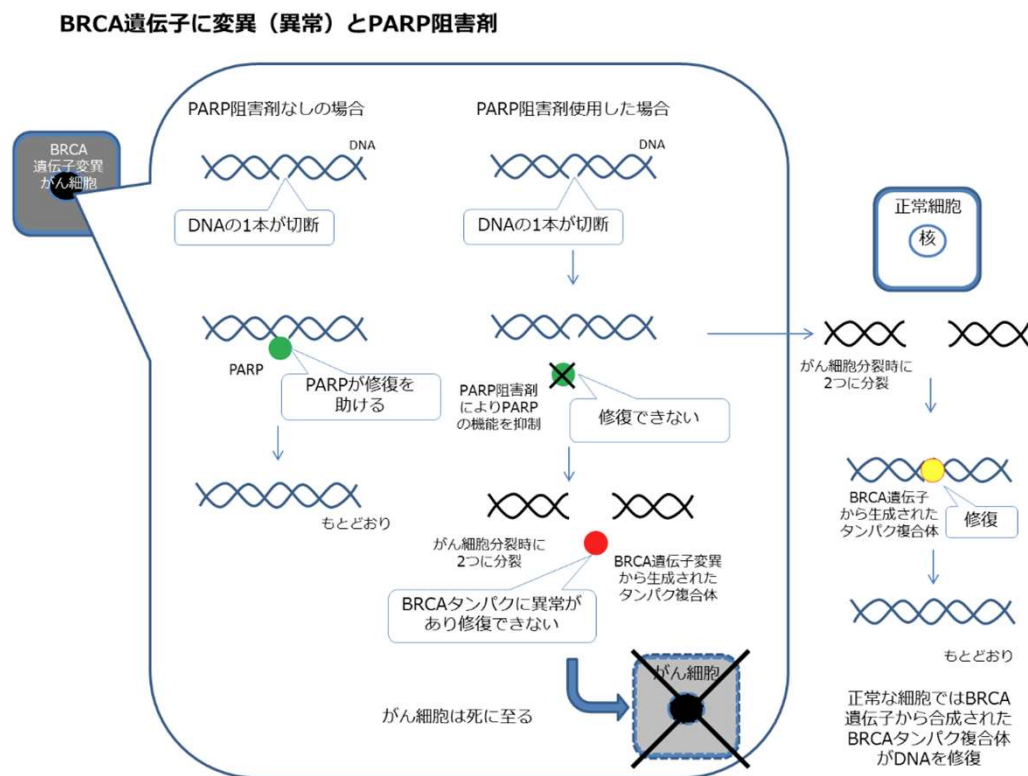 BRCA遺伝子に変異（異常）とPARP阻害剤
BRCA
遺伝子変異
がん細胞
PARP阻害剤なしの場合
DNA
DNAの1本が切断
PARP
PARPが修復を
助ける
もとどおり
PARP阻害剤使用した場合
DNA
DNAの1本が切断
PARP阻害剤
によりPARP
の機能を抑制
修復できない
がん細胞分裂時に
2つに分裂
BRCA遺伝子変異
から生成された
タンパク複合体
BRCAタンパクに異常が
あり修復できない
がん細胞は死に至る
がん細胞
正常細胞
核
がん細胞分裂時に
2つに分裂
BRCA遺伝子
から生成された
タンパク複合体
修復
もとどおり
正常な細胞ではBRCA
遺伝子から合成された
BRCAタンパク複合体
がDNAを修復